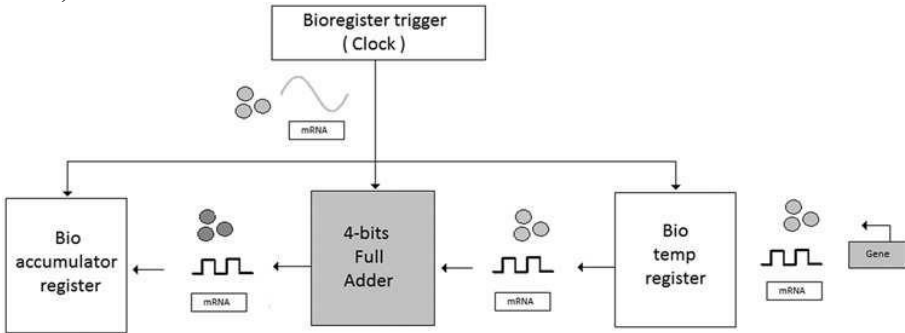 Bioregister trigger
( Clock )
mRNA
Bio
accumulator
register
mRNA
4-bits
Full
Adder
mRNA
Bio
temp
register
mRNA
Gene